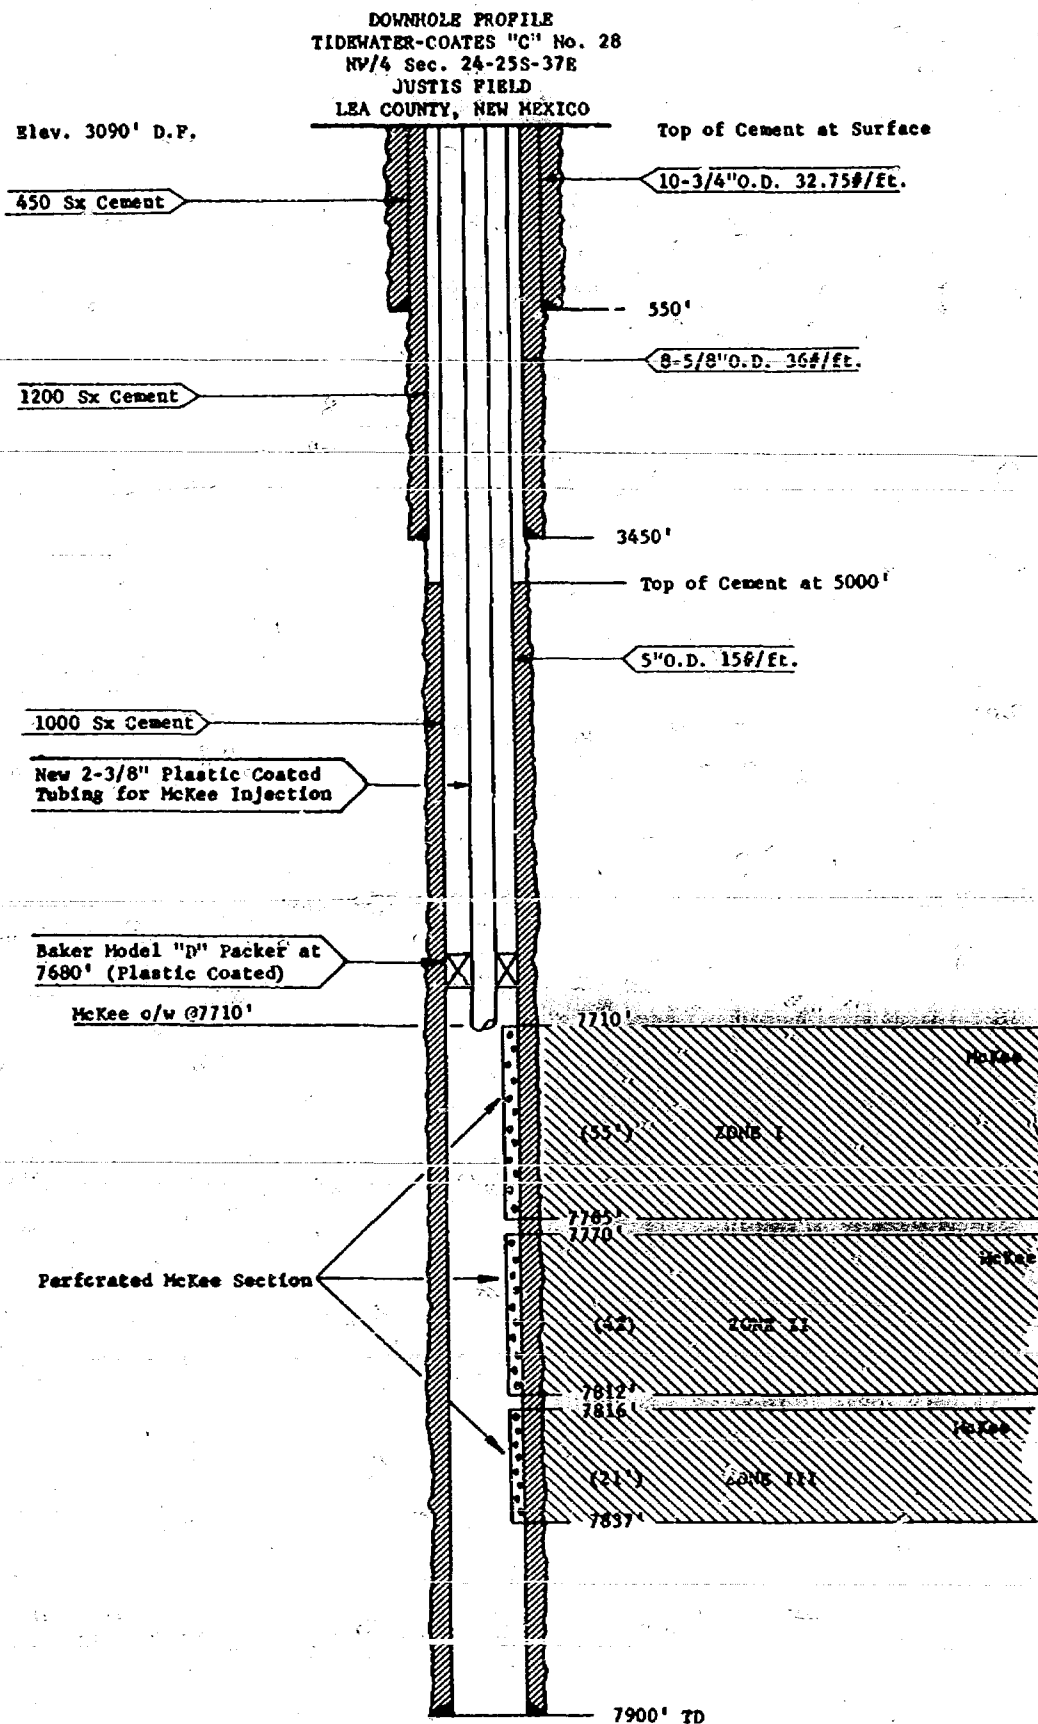 DOWNHOLE PROFILE
TIDEWATER-COATES "C" No. 28
NW/4 Sec. 24-25S-37E
JUSTIS FIELD
LEA COUNTY, NEW MEXICO
Elev. 3090' D.F.
Top of Cement at Surface
10-3/4"O.D. 32.75#/ft.
450 Sx Cement
550'
8-5/8"O.D. 36#/ft.
1200 Sx Cement
3450'
Top of Cement at 5000'
5"O.D. 15#/ft.
1000 Sx Cement
New 2-3/8" Plastic Coated
Tubing for McKee Injection
Baker Model "D" Packer at
7680' (Plastic Coated)
McKee o/w @7710'
7710'
McKee
(55') ZONE I
7765'
7770'
McKee
Perforated McKee Section
(42) ZONE II
7812'
7816'
McKee
(21') ZONE III
7837'
7900' TD